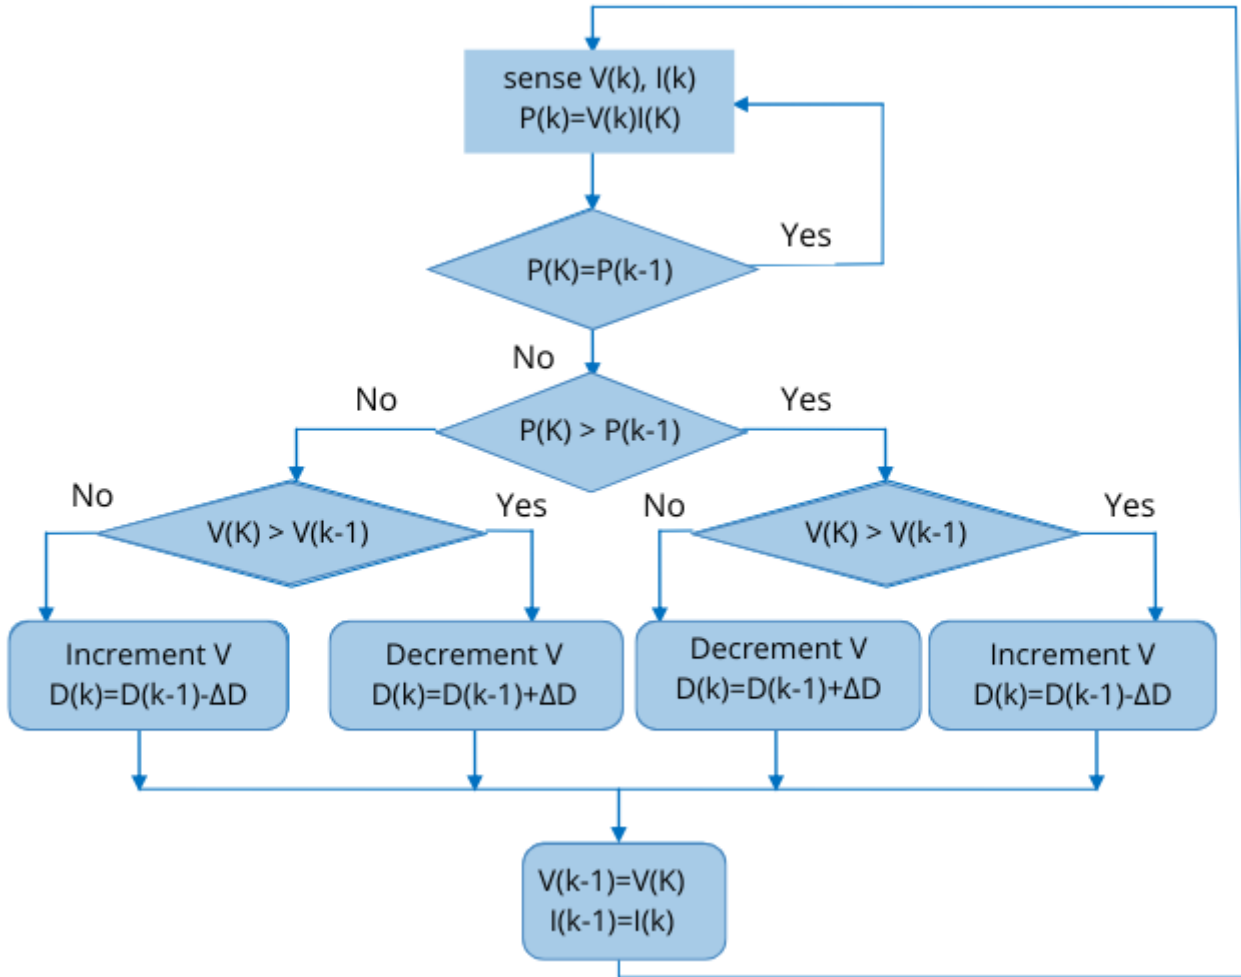 sense V(k), I(k)
P(k)=V(k)I(K)
Yes
P(K)=P(k-1)
No
No
Yes
P(K) > P(k-1)
No
Yes
No
Yes
V(K) > V(k-1)
V(K) > V(k-1)
Increment V
D(k)=D(k-1)-ΔD
Decrement V
D(k)=D(k-1)+ΔD
Decrement V
D(k)=D(k-1)+ΔD
Increment V
D(k)=D(k-1)-ΔD
V(k-1)=V(K)
I(k-1)=I(k)